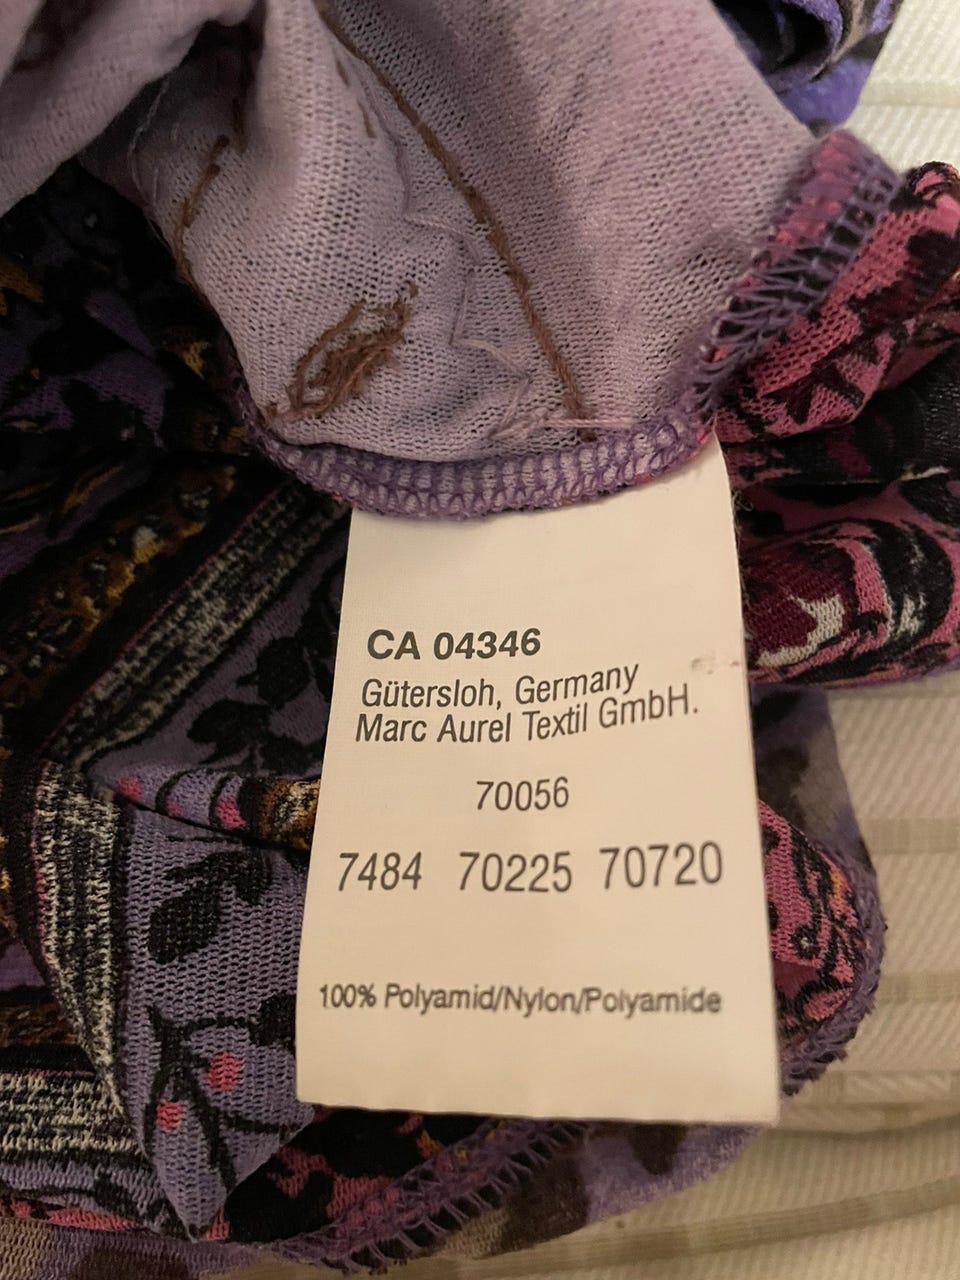 CA 04346
Gütersloh, Germany
Marc Aurel Textil GmbH.
70056
7484 70225 70720
100% Polyamid/Nylon/Polyamide